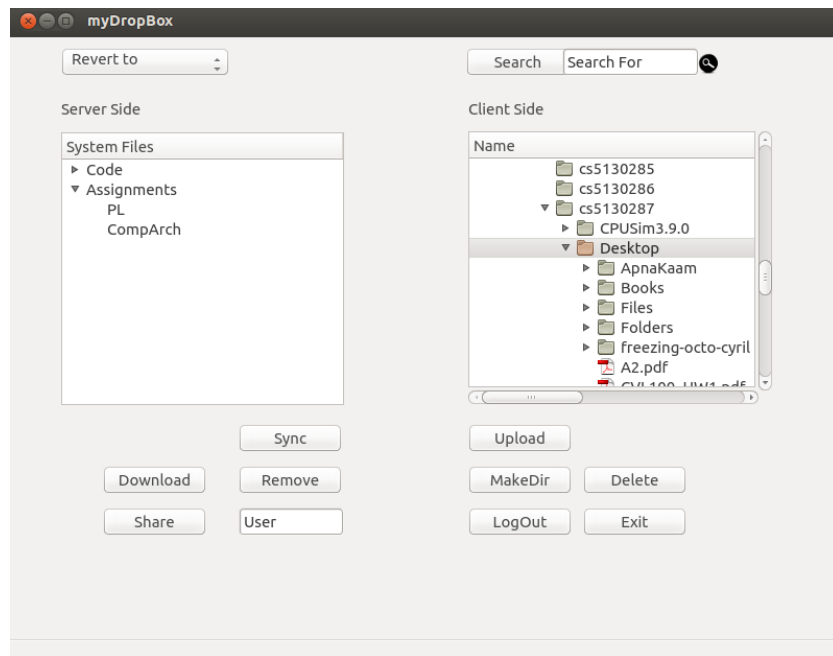 myDropBox
Revert to
Search Search For
Server Side
Client Side
System Files
Code
Assignments
PL
CompArch
Name
cs5130285
cs5130286
cs5130287
CPUSim3.9.0
Desktop
ApnaKaam
Books
Files
Folders
freezing-octo-cyril
A2.pdf
Sync
Upload
Download Remove
MakeDir Delete
Share User
LogOut Exit